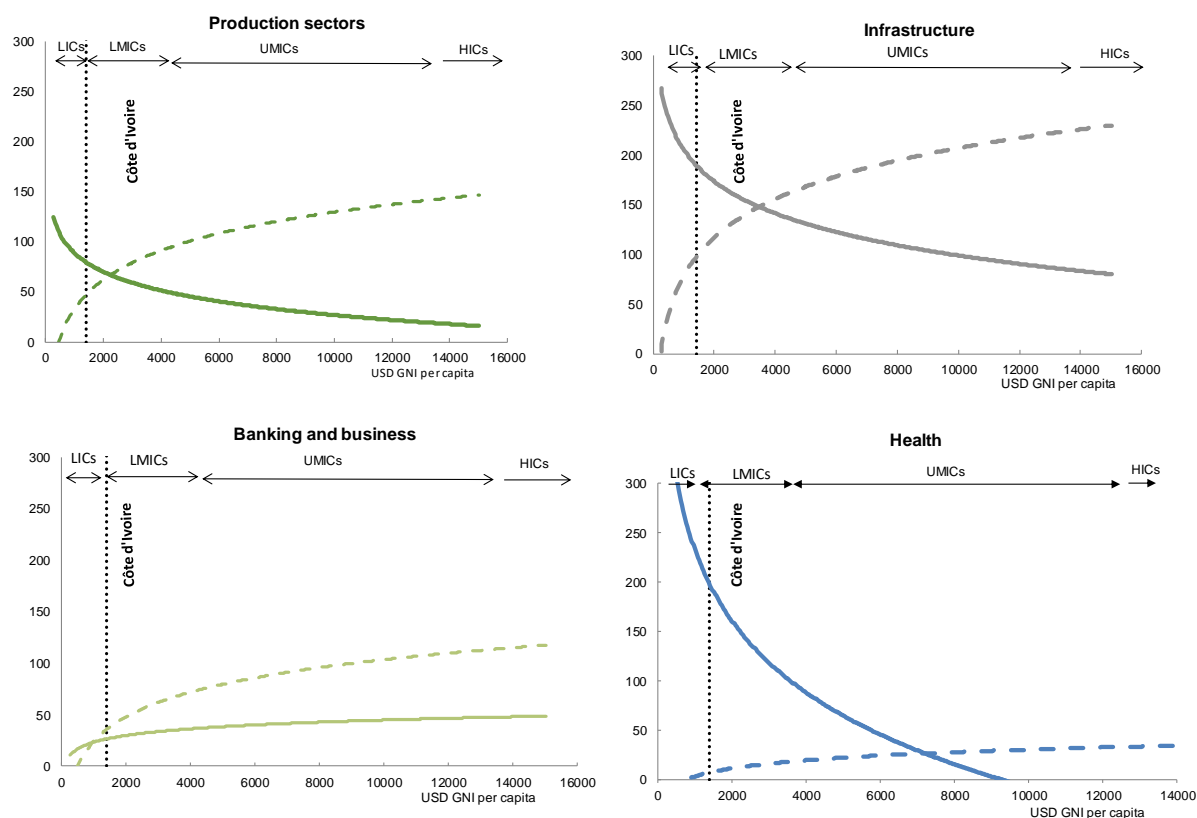 Production sectors
LICs LMICs UMICs HICs
300
250
200
150
100
50
0
Côte d'Ivoire
0 2000 4000 6000 8000 10000 12000 14000 16000
USD GNI per capita
Infrastructure
LICs LMICs UMICs HICs
300
250
200
150
100
50
0
Côte d'Ivoire
0 2000 4000 6000 8000 10000 12000 14000 16000
USD GNI per capita
Banking and business
LICs LMICs UMICs HICs
300
250
200
150
100
50
0
Côte d'Ivoire
0 2000 4000 6000 8000 10000 12000 14000 16000
USD GNI per capita
Health
LICs LMICs UMICs HICs
300
250
200
150
100
50
0
Côte d'Ivoire
0 2000 4000 6000 8000 10000 12000 14000
USD GNI per capita